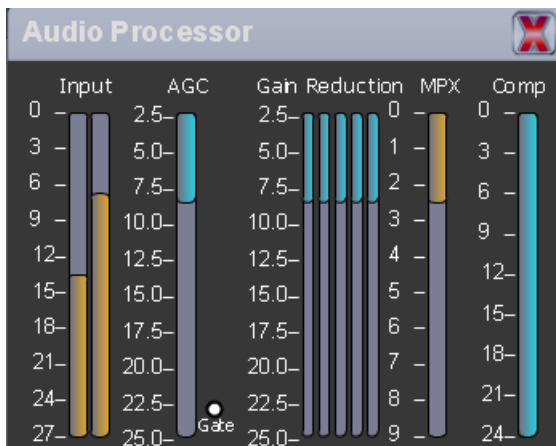 Audio Processor X
Input AGC Gain Reduction MPX Comp
0 2.5 2.5 0 0
3 5.0 5.0 1 3
6 7.5 7.5 2 6
9 10.0 10.0 3 9
12 12.5 12.5 4 12
15 15.0 15.0 5 15
18 17.5 17.5 6 18
21 20.0 20.0 7 21
24 22.5 22.5 8
Gate
27 25.0 25.0 9 24